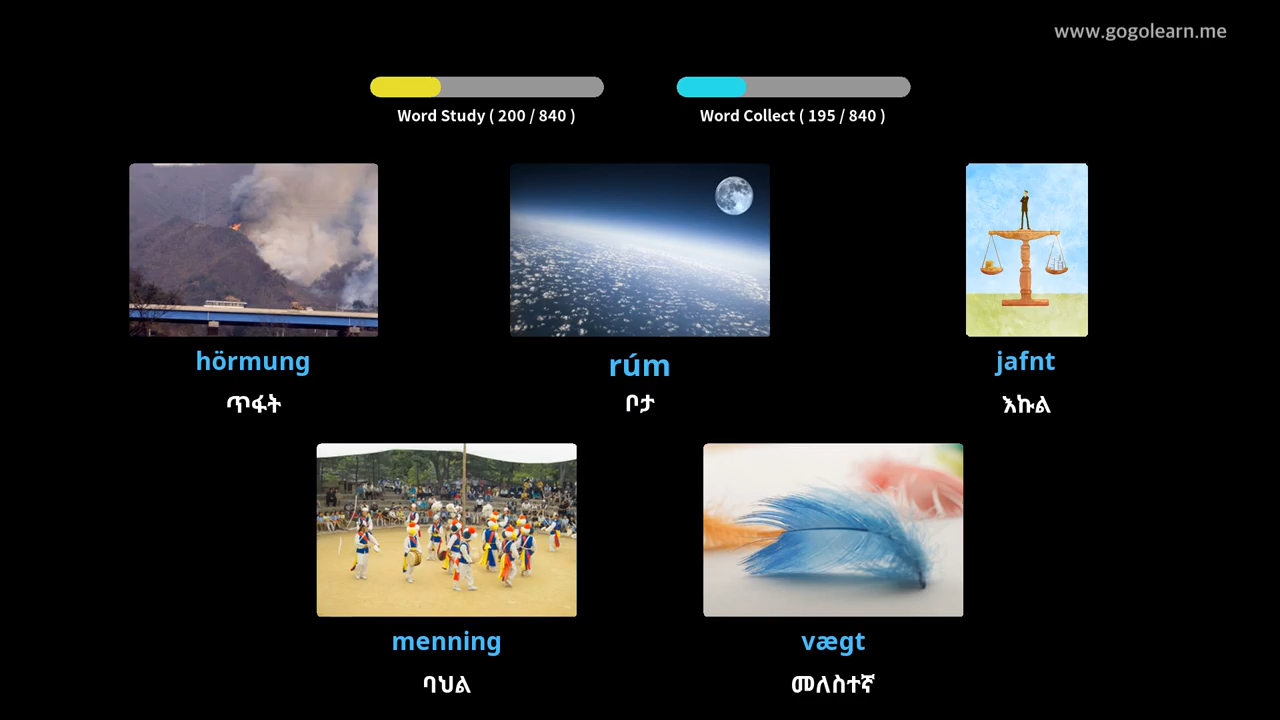 www.gogolearn.me
Word Study ( 200 / 840 )
Word Collect ( 195 / 840 )
hörmung
ጥፋት
rúm
ቦታ
jafnt
እኩል
menning
ባህል
vægt
መለስተኛ